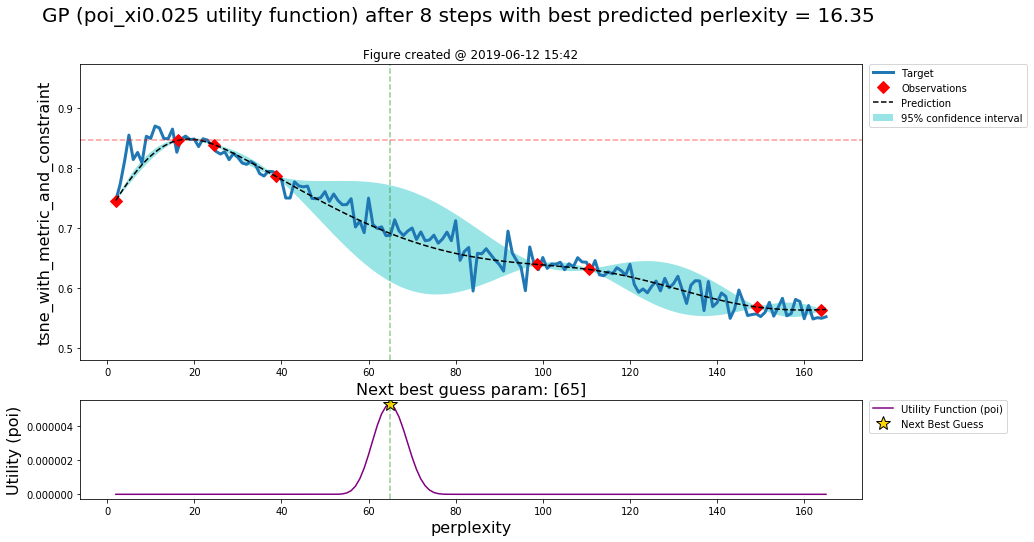 GP (poi_xi0.025 utility function) after 8 steps with best predicted perlexity = 16.35
Figure created @ 2019-06-12 15:42
tsne_with_metric_and_constraint
0.9
0.8
0.7
0.6
0.5
0 20 40 60 80 100 120 140 160
Target
Observations
Prediction
95% confidence interval
Next best guess param: [65]
Utility (poi)
0.000004
0.000002
0.000000
0 20 40 60 80 100 120 140 160
perplexity
Utility Function (poi)
Next Best Guess